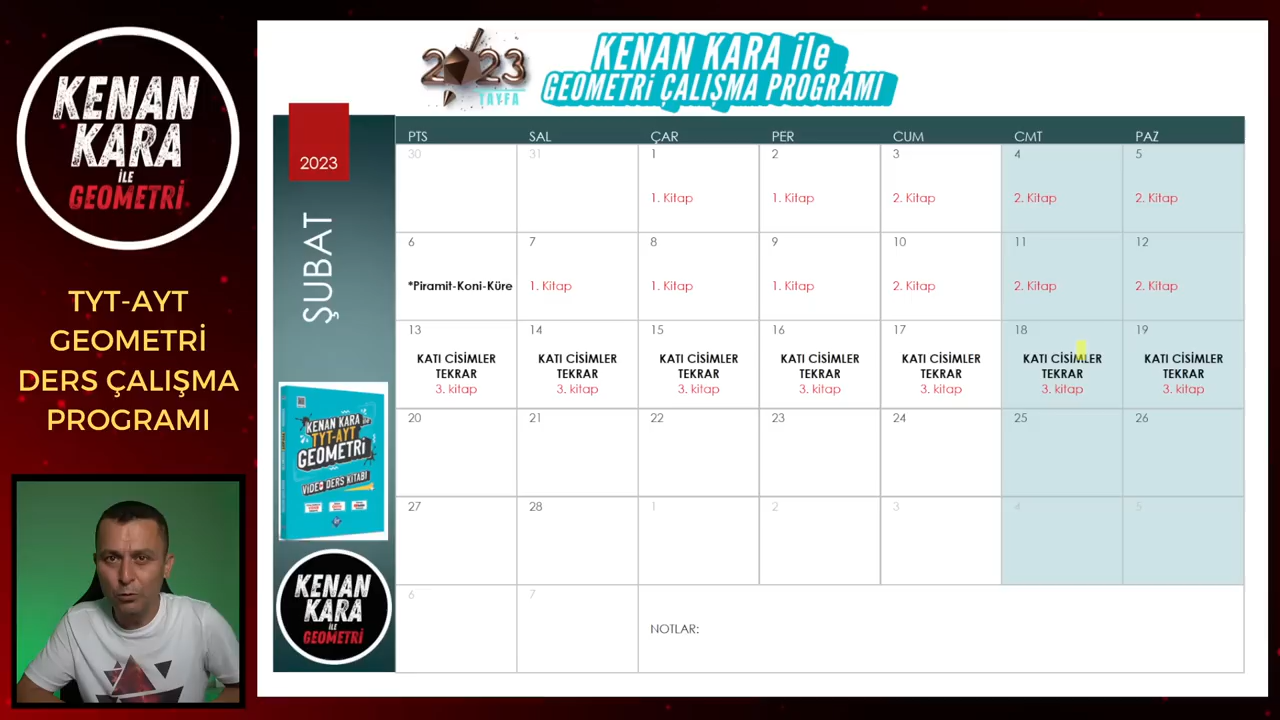 KENAN
KARA
İLE
GEOMETRİ
TYT-AYT
GEOMETRİ
DERS ÇALIŞMA
PROGRAMI
2023
TAYFA
KENAN KARA ile
GEOMETRİ ÇALIŞMA PROGRAMI
2023
ŞUBAT
KENAN KARA ile
TYT-AYT
GEOMETRİ
VİDEO DERS KİTABI
KENAN
KARA
İLE
GEOMETRİ
PTS SAL ÇAR PER CUM CMT PAZ
30 31 1 2 3 4 5
1. Kitap 1. Kitap 2. Kitap 2. Kitap 2. Kitap
6 7 8 9 10 11 12
*Piramit-Koni-Küre 1. Kitap 1. Kitap 1. Kitap 2. Kitap 2. Kitap 2. Kitap
13 14 15 16 17 18 19
KATI CİSİMLER KATI CİSİMLER KATI CİSİMLER KATI CİSİMLER KATI CİSİMLER KATI CİSİMLER KATI CİSİMLER
TEKRAR TEKRAR TEKRAR TEKRAR TEKRAR TEKRAR TEKRAR
3. kitap 3. kitap 3. kitap 3. kitap 3. kitap 3. kitap 3. kitap
20 21 22 23 24 25 26
27 28 1 2 3 4 5
6 7
NOTLAR: